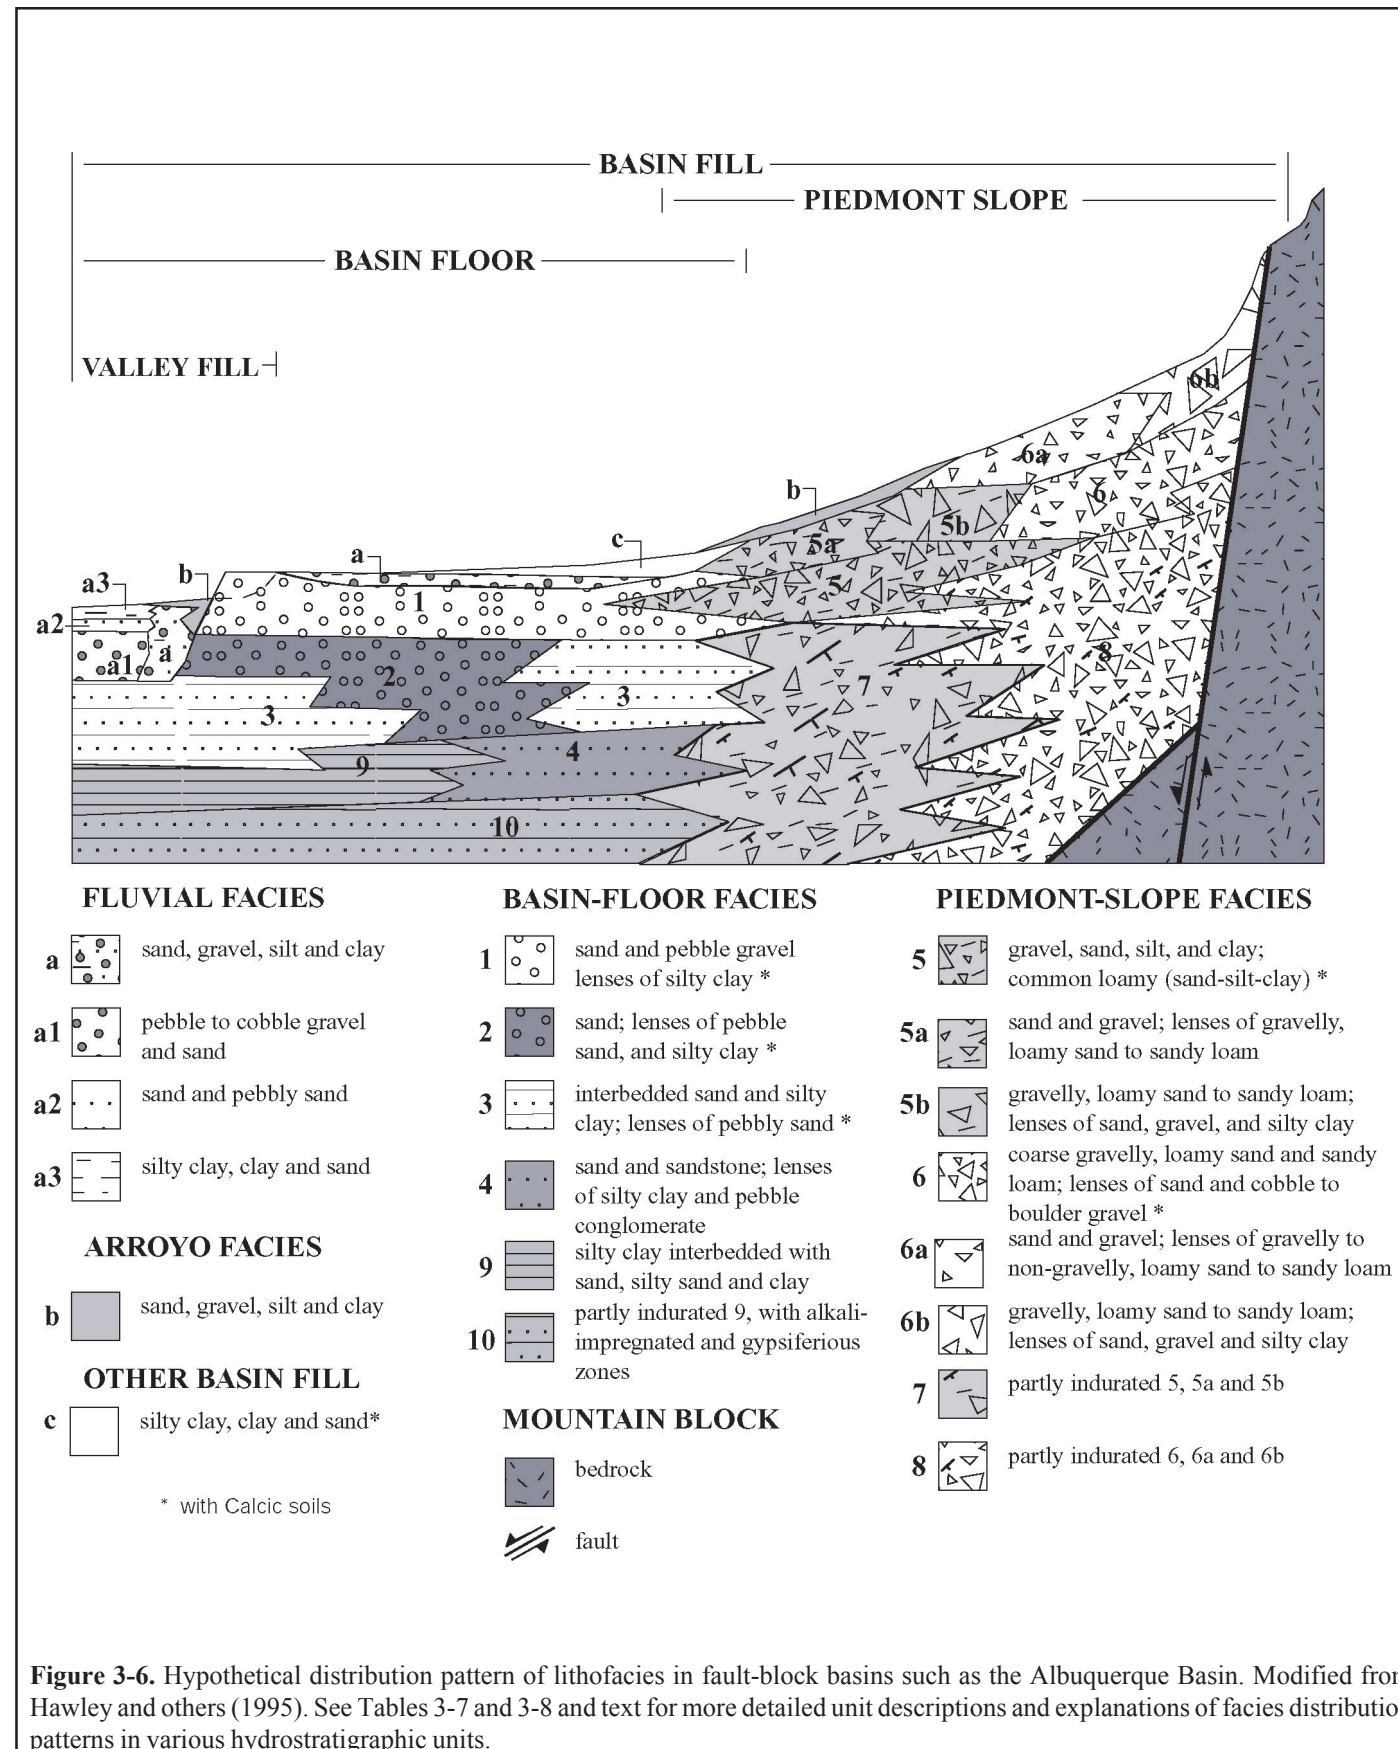 BASIN FILL
PIEDMONT SLOPE
BASIN FLOOR
VALLEY FILL
6b
6a
6
b
5b
5a
c
a
5
b
a3
1
a2
a1
a
8
2
7
3
3
4
9
10
FLUVIAL FACIES
a
sand, gravel, silt and clay
a1
pebble to cobble gravel
and sand
a2
sand and pebbly sand
a3
silty clay, clay and sand
ARROYO FACIES
b
sand, gravel, silt and clay
OTHER BASIN FILL
c
silty clay, clay and sand*
* with Calcic soils
BASIN-FLOOR FACIES
1
sand and pebble gravel
lenses of silty clay *
2
sand; lenses of pebble
sand, and silty clay *
3
interbedded sand and silty
clay; lenses of pebbly sand *
4
sand and sandstone; lenses
of silty clay and pebble
conglomerate
9
silty clay interbedded with
sand, silty sand and clay
10
partly indurated 9, with alkali-
impregnated and gypsiferious
zones
MOUNTAIN BLOCK
bedrock
fault
PIEDMONT-SLOPE FACIES
5
gravel, sand, silt, and clay;
common loamy (sand-silt-clay) *
5a
sand and gravel; lenses of gravelly,
loamy sand to sandy loam
5b
gravelly, loamy sand to sandy loam;
lenses of sand, gravel, and silty clay
6
coarse gravelly, loamy sand and sandy
loam; lenses of sand and cobble to
boulder gravel *
6a
sand and gravel; lenses of gravelly to
non-gravelly, loamy sand to sandy loam
6b
gravelly, loamy sand to sandy loam;
lenses of sand, gravel and silty clay
7
partly indurated 5, 5a and 5b
8
partly indurated 6, 6a and 6b
Figure 3-6. Hypothetical distribution pattern of lithofacies in fault-block basins such as the Albuquerque Basin. Modified from
Hawley and others (1995). See Tables 3-7 and 3-8 and text for more detailed unit descriptions and explanations of facies distributio
patterns in various hydrostratigraphic units.